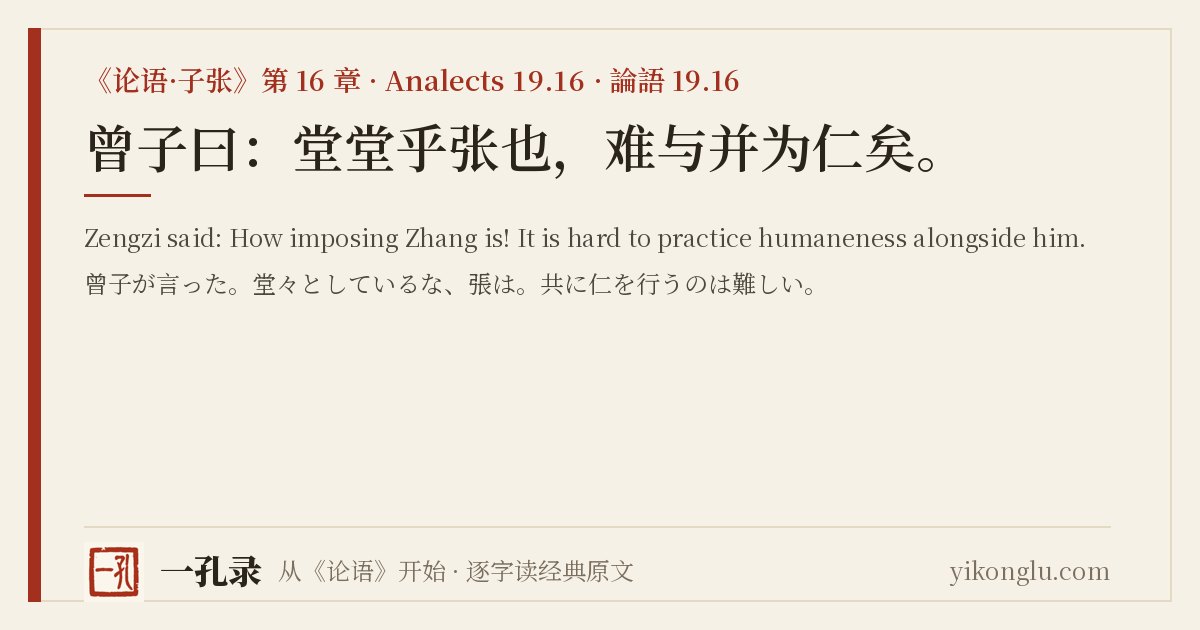 《论语·子张》第 16 章 · Analects 19.16 · 論語 19.16
曾子曰：堂堂乎张也，难与并为仁矣。
Zengzi said: How imposing Zhang is! It is hard to practice humaneness alongside him.
曾子が言った。堂々としているな、張は。共に仁を行うのは難しい。
一孔
一孔录 从《论语》开始 · 逐字读经典原文 yikonglu.com